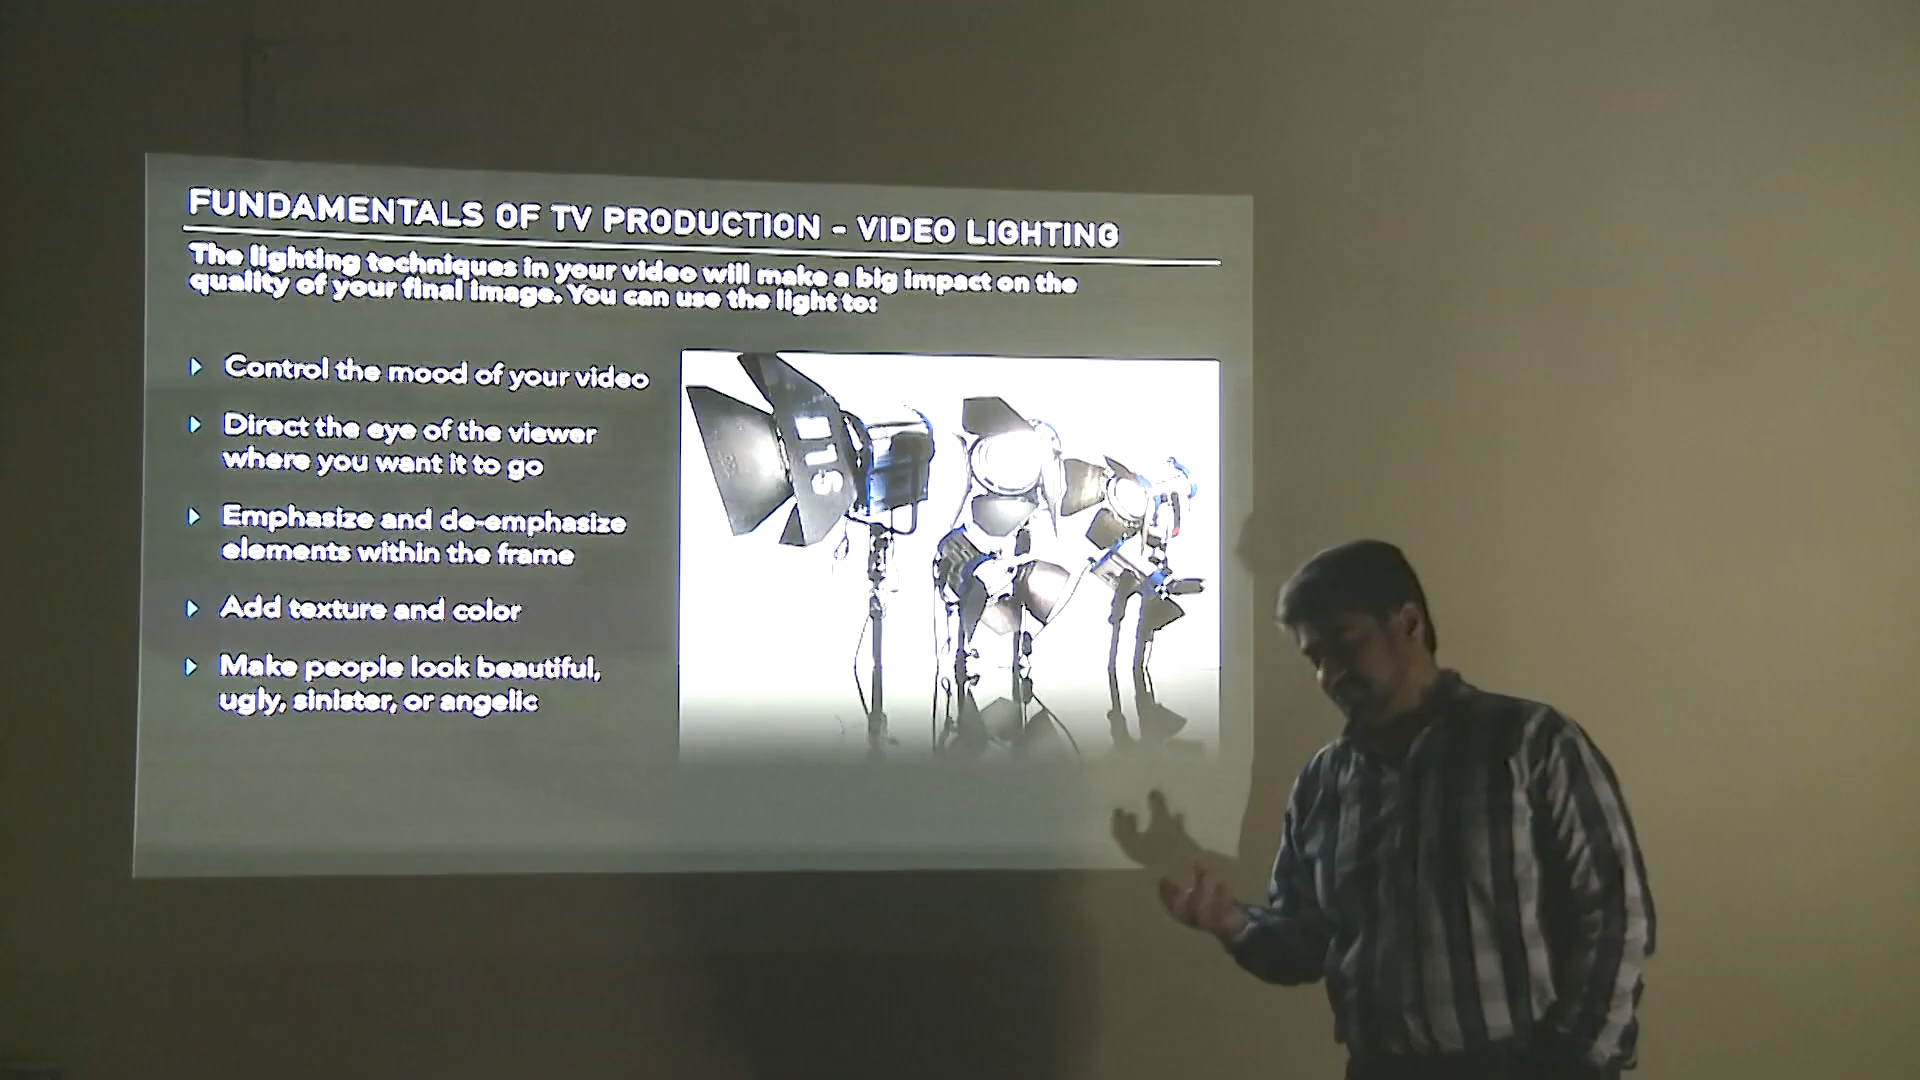 FUNDAMENTALS OF TV PRODUCTION - VIDEO LIGHTING
The lighting techniques in your video will make a big impact on the
quality of your final image. You can use the light to:
Control the mood of your video
Direct the eye of the viewer
where you want it to go
Emphasize and de-emphasize
elements within the frame
Add texture and color
Make people look beautiful,
ugly, sinister, or angelic